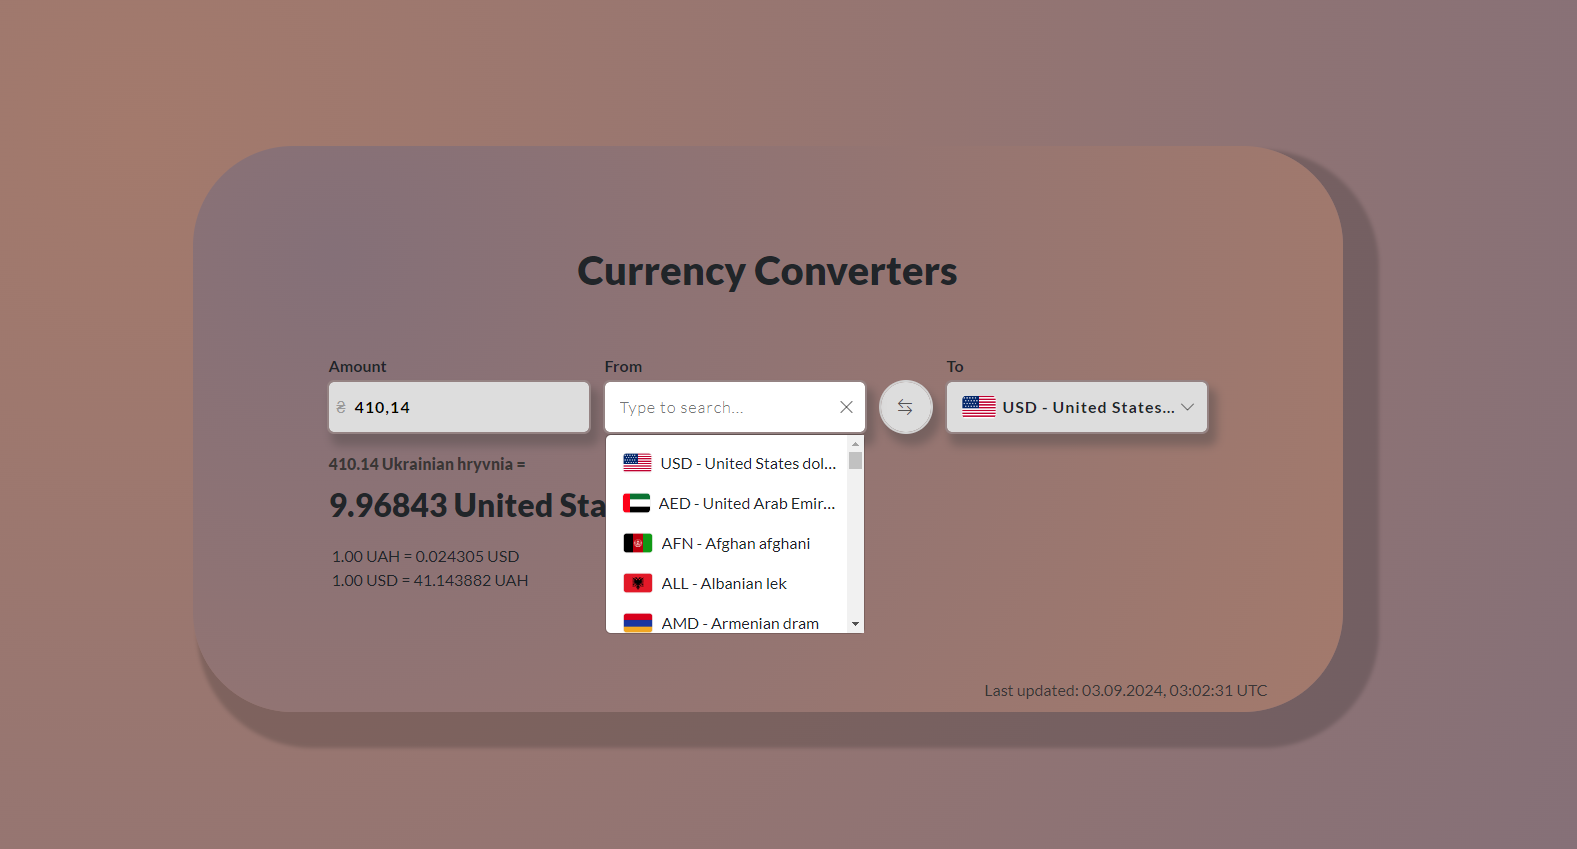 Currency Converters
Amount
From
To
₴ 410,14
Type to search...
USD - United States...
410.14 Ukrainian hryvnia =
9.96843 United Sta
1.00 UAH = 0.024305 USD
1.00 USD = 41.143882 UAH
USD - United States dol...
AED - United Arab Emir...
AFN - Afghan afghani
ALL - Albanian lek
AMD - Armenian dram
Last updated: 03.09.2024, 03:02:31 UTC